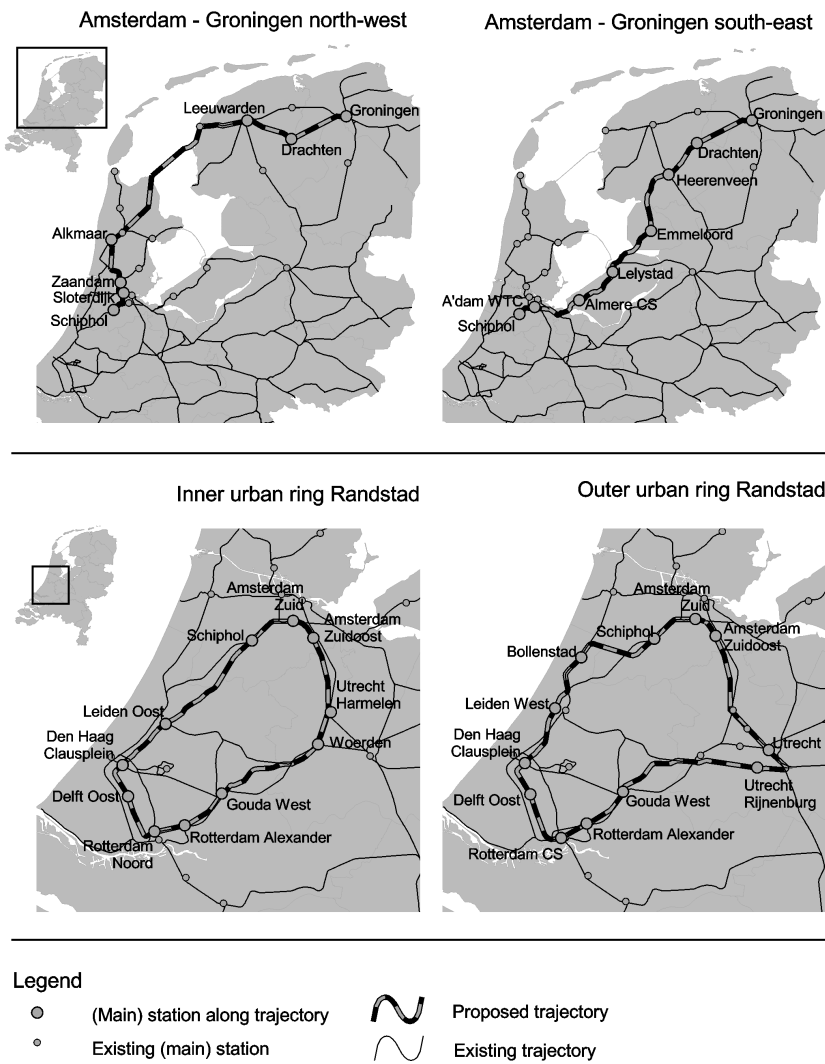 Amsterdam - Groningen north-west
Amsterdam - Groningen south-east
Leeuwarden
Groningen
Drachten
Alkmaar
Zaandam
Sloterdijk
Schiphol
Groningen
Drachten
Heerenveen
Emmeloord
Lelystad
A'dam WTC
Almere CS
Schiphol
Inner urban ring Randstad
Outer urban ring Randstad
Amsterdam
Zuid
Amsterdam
Zuidoost
Schiphol
Utrecht
Harmelen
Leiden Oost
Den Haag
Clausplein
Woerden
Delft Oost
Gouda West
Rotterdam Alexander
Rotterdam
Noord
Amsterdam
Zuid
Schiphol
Amsterdam
Zuidoost
Bollenstad
Leiden West
Den Haag
Clausplein
Utrecht
Delft Oost
Gouda West
Utrecht
Rijnenburg
Rotterdam Alexander
Rotterdam CS
Legend
(Main) station along trajectory
Proposed trajectory
Existing (main) station
Existing trajectory